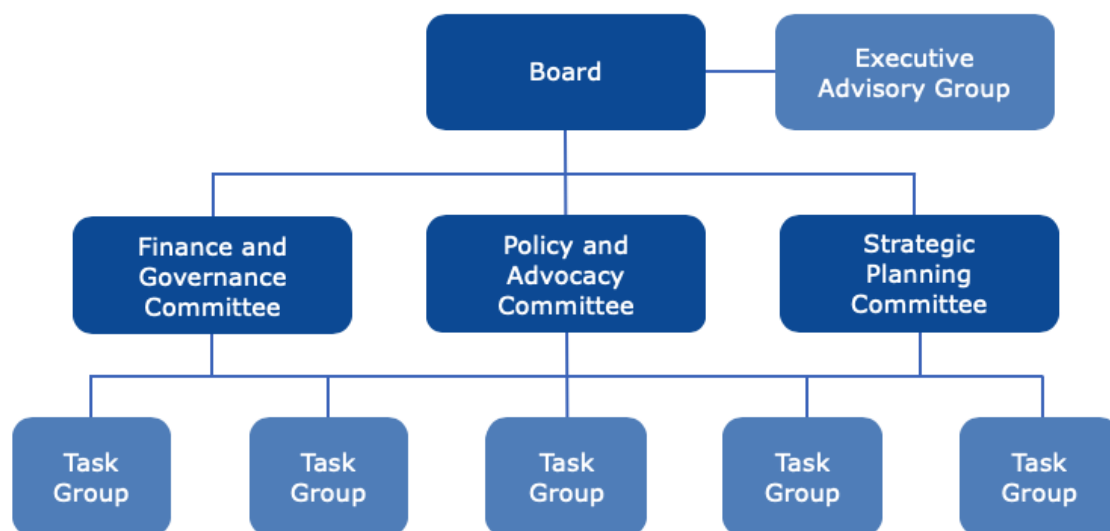 Board
Executive
Advisory Group
Finance and
Governance
Committee
Policy and
Advocacy
Committee
Strategic
Planning
Committee
Task
Group
Task
Group
Task
Group
Task
Group
Task
Group